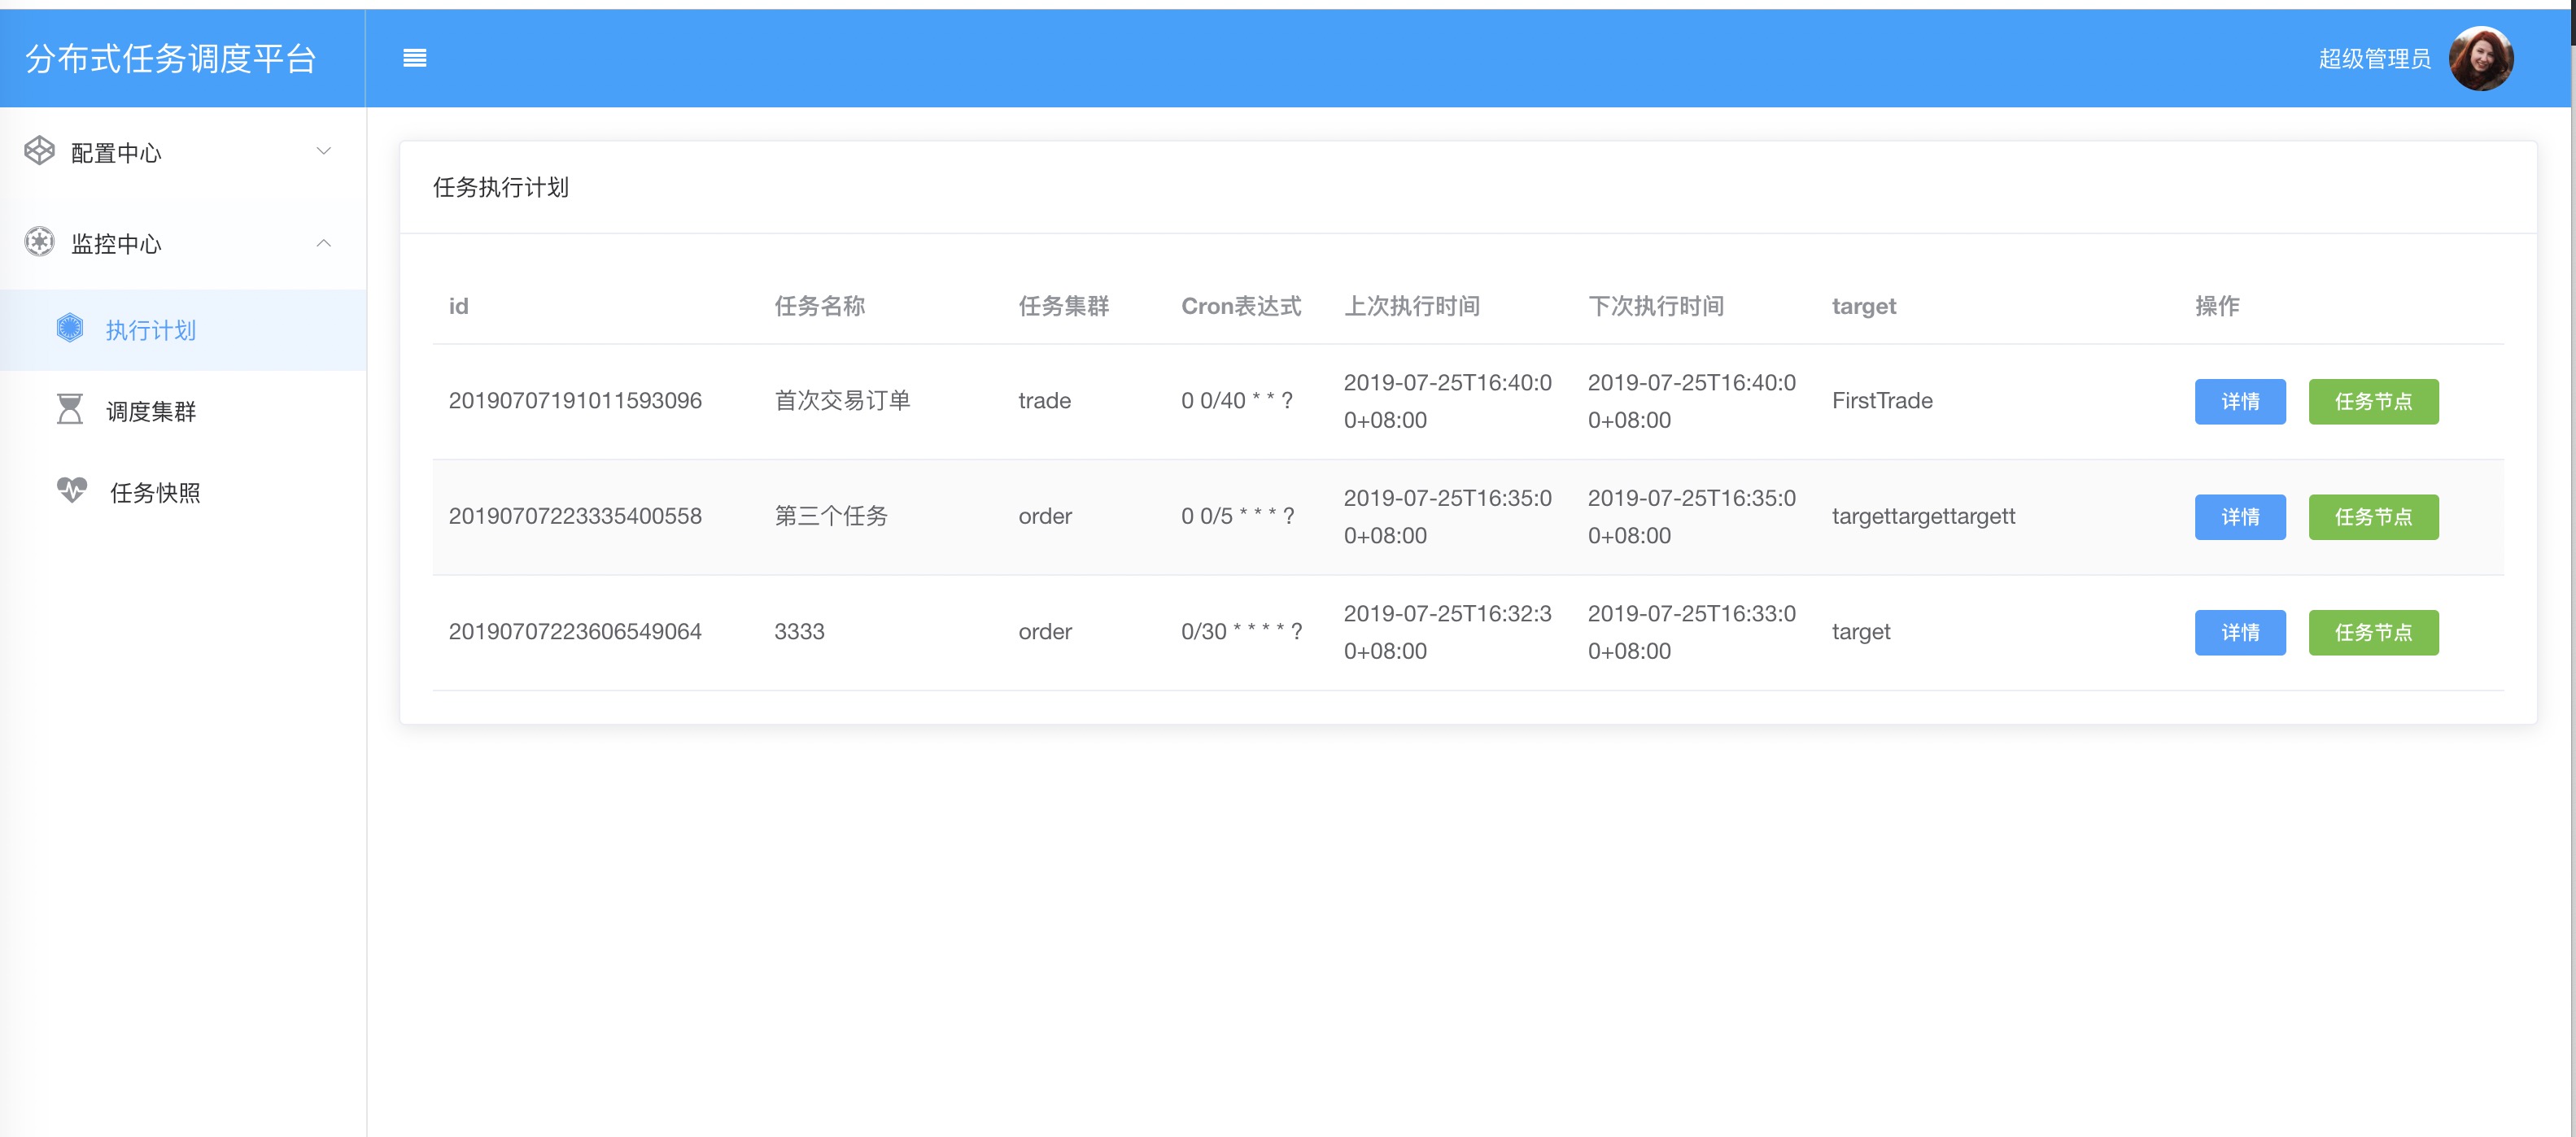 分布式任务调度平台
超级管理员
配置中心
监控中心
执行计划
调度集群
任务快照
任务执行计划
id 任务名称 任务集群 Cron表达式 上次执行时间 下次执行时间 target 操作
20190707191011593096 首次交易订单 trade 0 0/40 * * ? 2019-07-25T16:40:0 2019-07-25T16:40:0 FirstTrade 详情 任务节点
0+08:00 0+08:00
20190707223335400558 第三个任务 order 0 0/5 * * * ? 2019-07-25T16:35:0 2019-07-25T16:35:0 targettargettargett 详情 任务节点
0+08:00 0+08:00
20190707223606549064 3333 order 0/30 * * * * ? 2019-07-25T16:32:3 2019-07-25T16:33:0 target 详情 任务节点
0+08:00 0+08:00